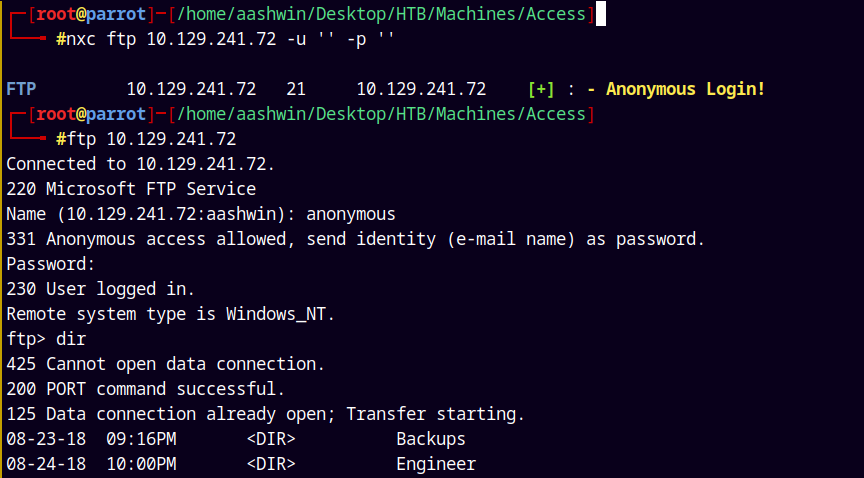 ┌─[root@parrot]─[/home/aashwin/Desktop/HTB/Machines/Access]
└──╼ #nxc ftp 10.129.241.72 -u '' -p ''
FTP 10.129.241.72 21 10.129.241.72 [+] : - Anonymous Login!
┌─[root@parrot]─[/home/aashwin/Desktop/HTB/Machines/Access]
└──╼ #ftp 10.129.241.72
Connected to 10.129.241.72.
220 Microsoft FTP Service
Name (10.129.241.72:aashwin): anonymous
331 Anonymous access allowed, send identity (e-mail name) as password.
Password:
230 User logged in.
Remote system type is Windows_NT.
ftp> dir
425 Cannot open data connection.
200 PORT command successful.
125 Data connection already open; Transfer starting.
08-23-18 09:16PM <DIR> Backups
08-24-18 10:00PM <DIR> Engineer